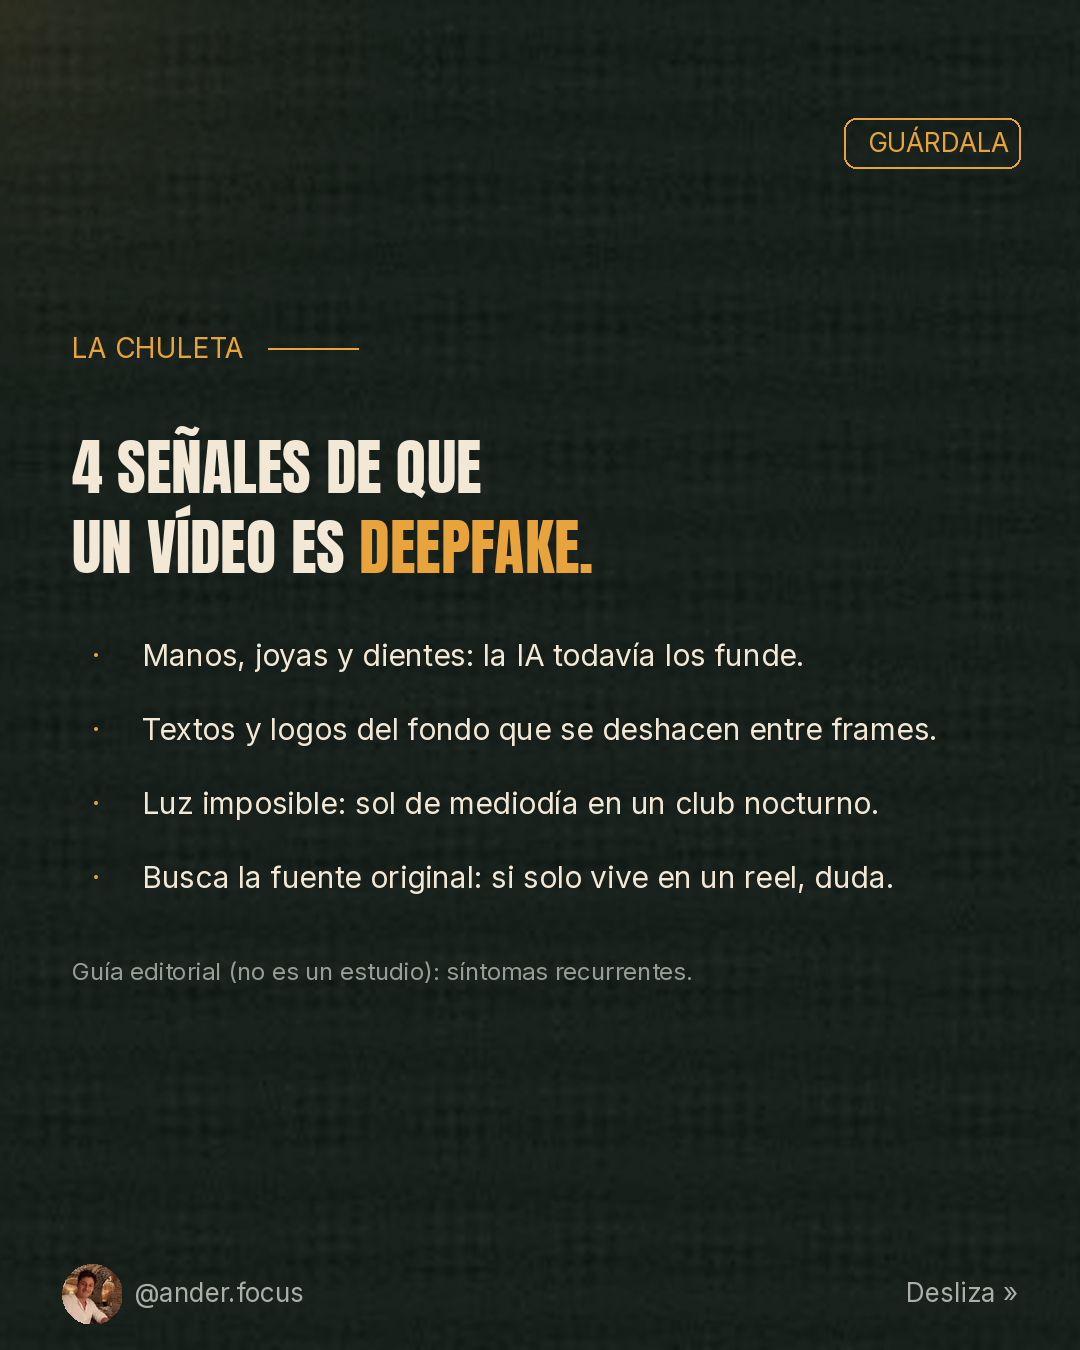 GUÁRDALA
LA CHULETA
4 SEÑALES DE QUE
UN VÍDEO ES DEEPFAKE.
· Manos, joyas y dientes: la IA todavía los funde.
· Textos y logos del fondo que se deshacen entre frames.
· Luz imposible: sol de mediodía en un club nocturno.
· Busca la fuente original: si solo vive en un reel, duda.
Guía editorial (no es un estudio): síntomas recurrentes.
@ander.focus
Desliza »